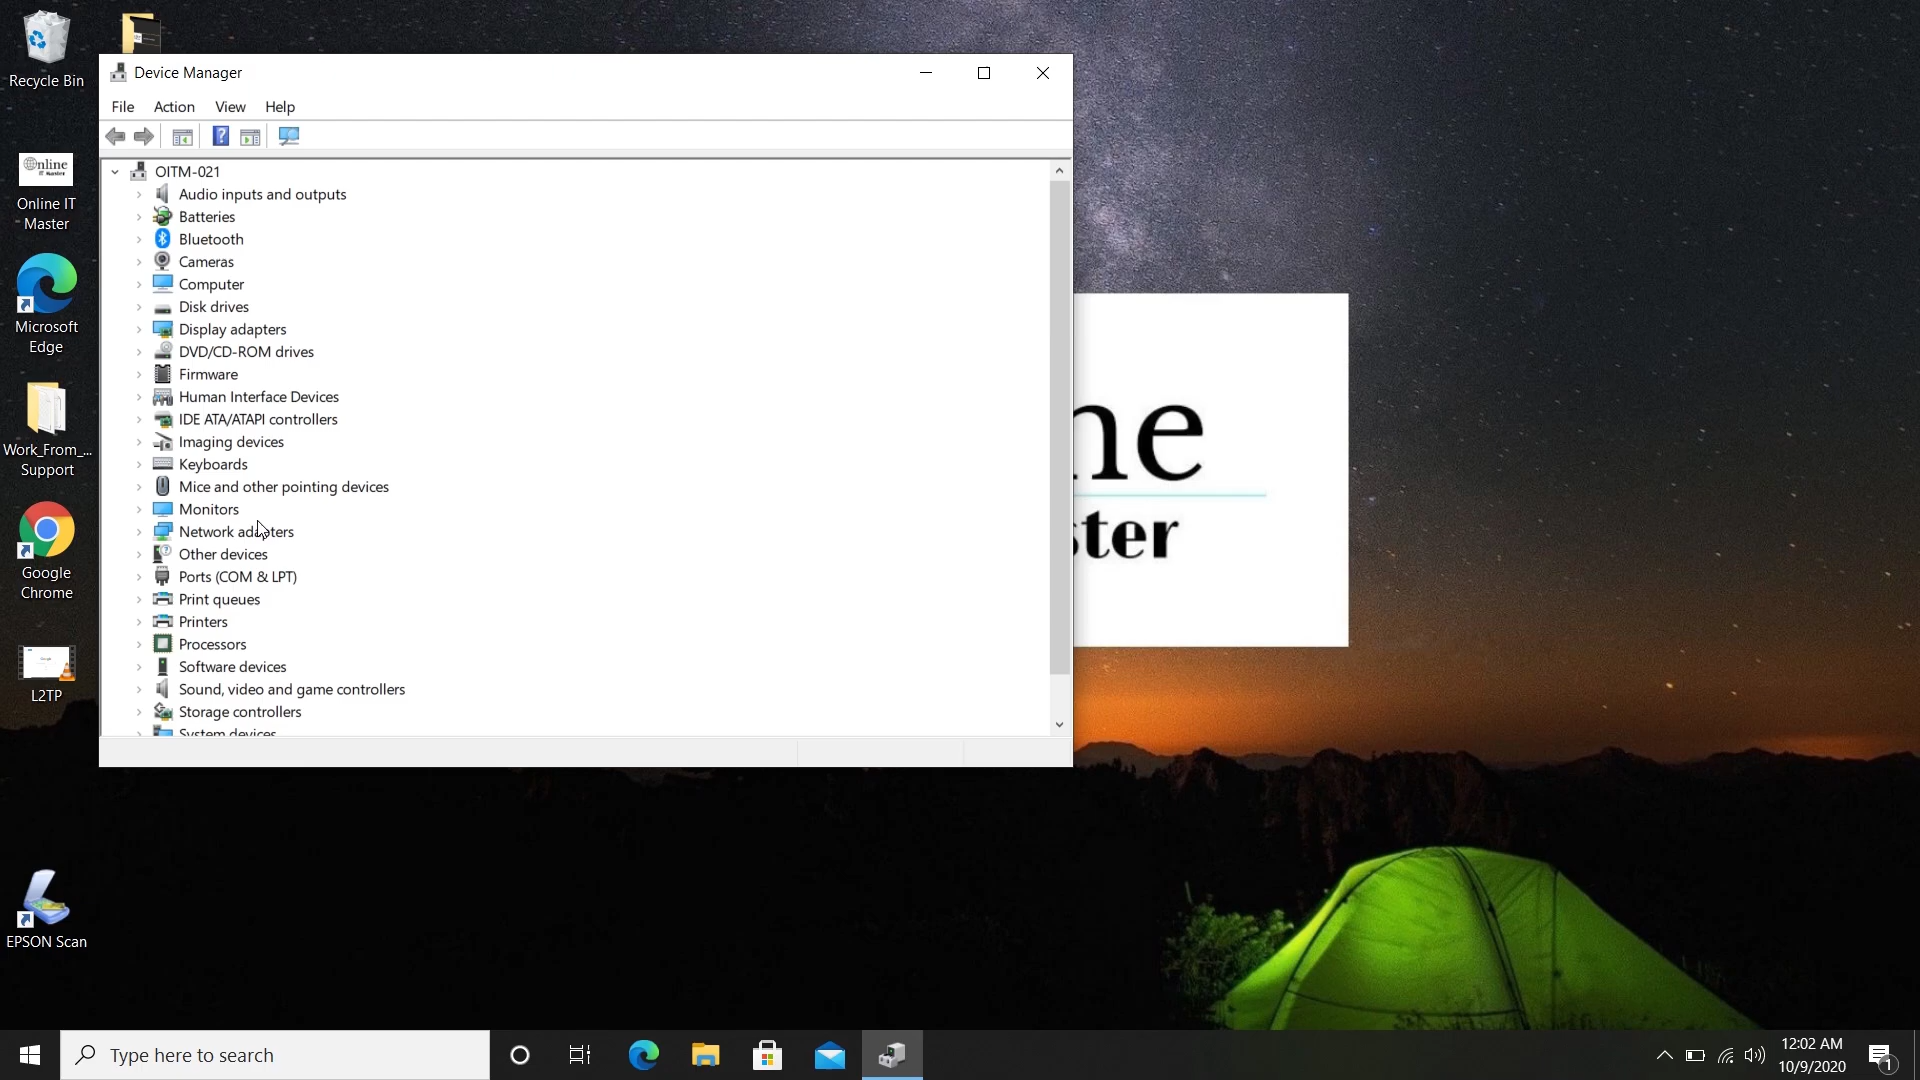 Recycle Bin
Online IT
Master
Microsoft
Edge
Work_From_...
Support
Google
Chrome
L2TP
EPSON Scan
Device Manager
File Action View Help
OITM-021
Audio inputs and outputs
Batteries
Bluetooth
Cameras
Computer
Disk drives
Display adapters
DVD/CD-ROM drives
Firmware
Human Interface Devices
IDE ATA/ATAPI controllers
Imaging devices
Keyboards
Mice and other pointing devices
Monitors
Network adapters
Other devices
Ports (COM & LPT)
Print queues
Printers
Processors
Software devices
Sound, video and game controllers
Storage controllers
System devices
ne
ster
Type here to search
12:02 AM
10/9/2020
1